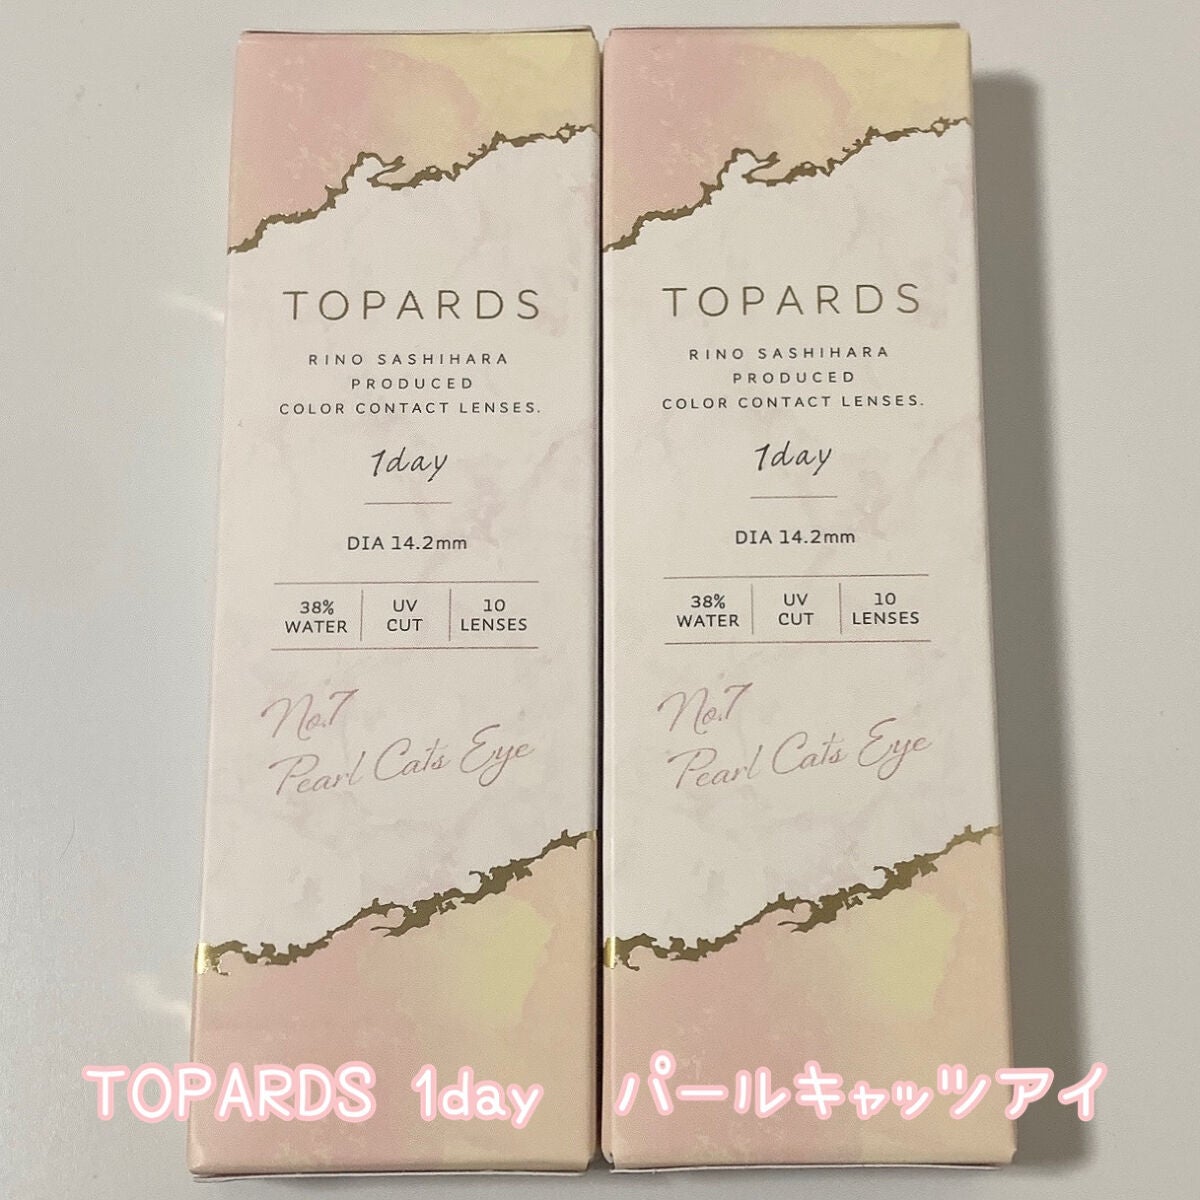 TOPARDS
RINO SASHIHARA
PRODUCED
COLOR CONTACT LENSES.
1day
DIA 14.2mm
38% WATER
UV CUT
10 LENSES
No.7
Pearl Cats Eye
TOPARDS
RINO SASHIHARA
PRODUCED
COLOR CONTACT LENSES.
1day
DIA 14.2mm
38% WATER
UV CUT
10 LENSES
No.7
Pearl Cats Eye
TOPARDS 1day パールキャッツアイ